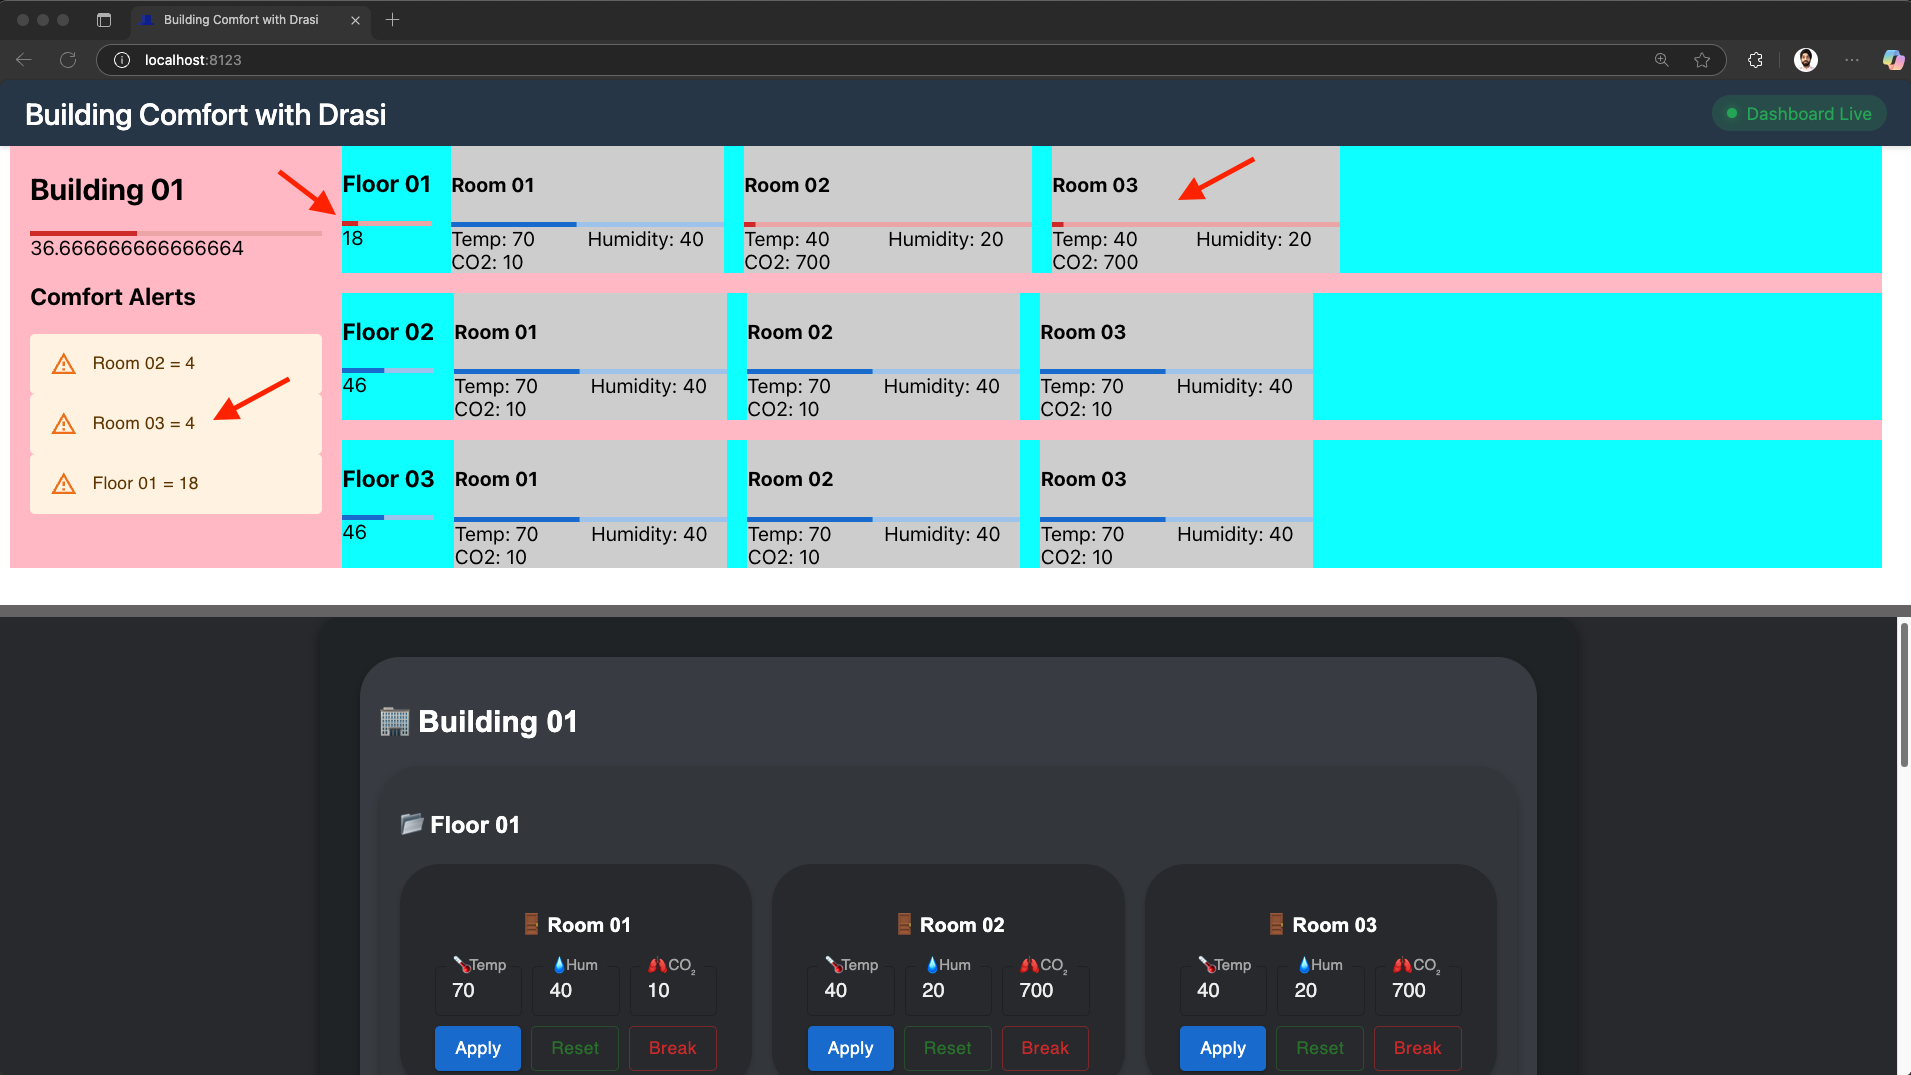 Building Comfort with Drasi
localhost:8123
Building Comfort with Drasi
Dashboard Live
Building 01
36.666666666666664
Comfort Alerts
Room 02 = 4
Room 03 = 4
Floor 01 = 18
Floor 01
18
Room 01
Temp: 70 Humidity: 40
CO2: 10
Room 02
Temp: 40 Humidity: 20
CO2: 700
Room 03
Temp: 40 Humidity: 20
CO2: 700
Floor 02
46
Room 01
Temp: 70 Humidity: 40
CO2: 10
Room 02
Temp: 70 Humidity: 40
CO2: 10
Room 03
Temp: 70 Humidity: 40
CO2: 10
Floor 03
46
Room 01
Temp: 70 Humidity: 40
CO2: 10
Room 02
Temp: 70 Humidity: 40
CO2: 10
Room 03
Temp: 70 Humidity: 40
CO2: 10
Building 01
Floor 01
Room 01
Temp Hum CO₂
70 40 10
Apply Reset Break
Room 02
Temp Hum CO₂
40 20 700
Apply Reset Break
Room 03
Temp Hum CO₂
40 20 700
Apply Reset Break